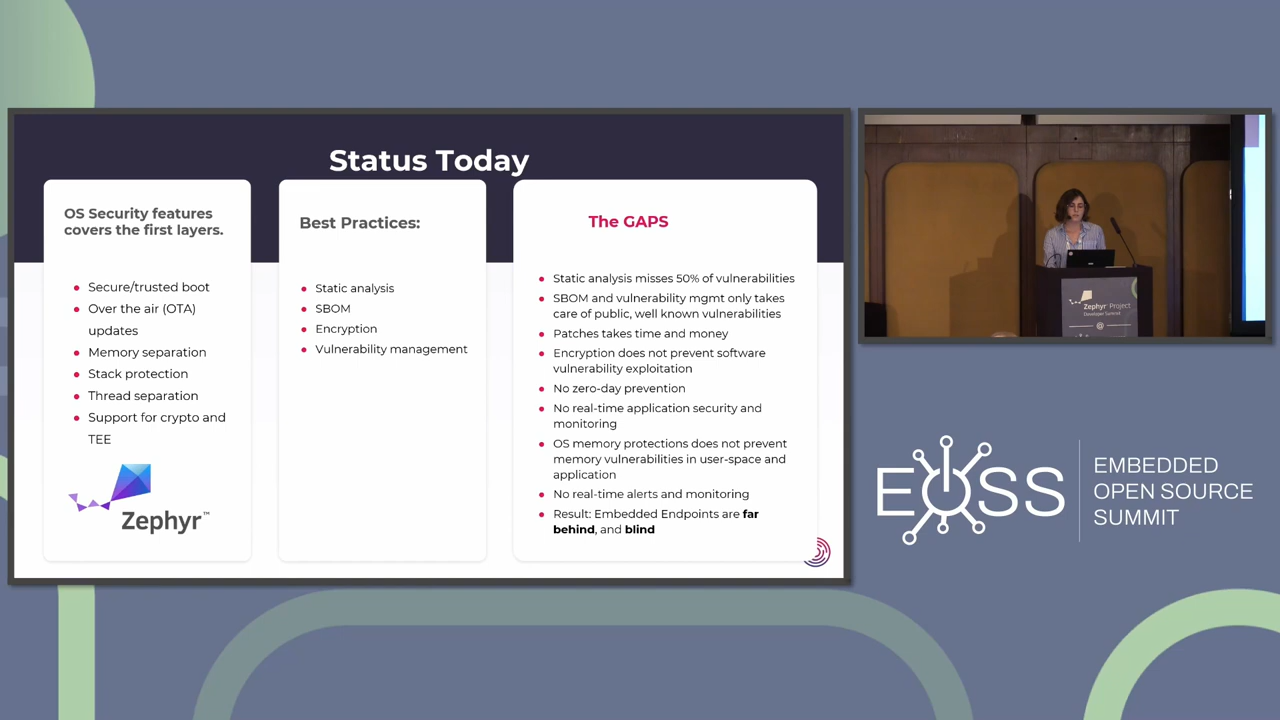 Status Today
OS Security features
covers the first layers.
Secure/trusted boot
Over the air (OTA)
updates
Memory separation
Stack protection
Thread separation
Support for crypto and
TEE
Zephyr™
Best Practices:
Static analysis
SBOM
Encryption
Vulnerability management
The GAPS
Static analysis misses 50% of vulnerabilities
SBOM and vulnerability mgmt only takes
care of public, well known vulnerabilities
Patches takes time and money
Encryption does not prevent software
vulnerability exploitation
No zero-day prevention
No real-time application security and
monitoring
OS memory protections does not prevent
memory vulnerabilities in user-space and
application
No real-time alerts and monitoring
Result: Embedded Endpoints are far
behind, and blind
Zephyr Project
Developer Summit
@
EOSS
EMBEDDED
OPEN SOURCE
SUMMIT